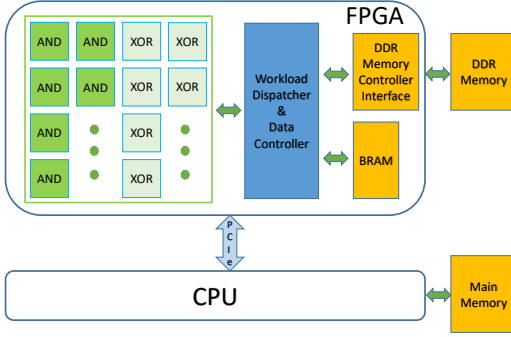 FPGA
AND AND XOR XOR
AND AND XOR XOR
AND XOR
AND XOR
Workload
Dispatcher
&
Data
Controller
DDR
Memory
Controller
Interface
DDR
Memory
BRAM
PCIe
CPU
Main
Memory